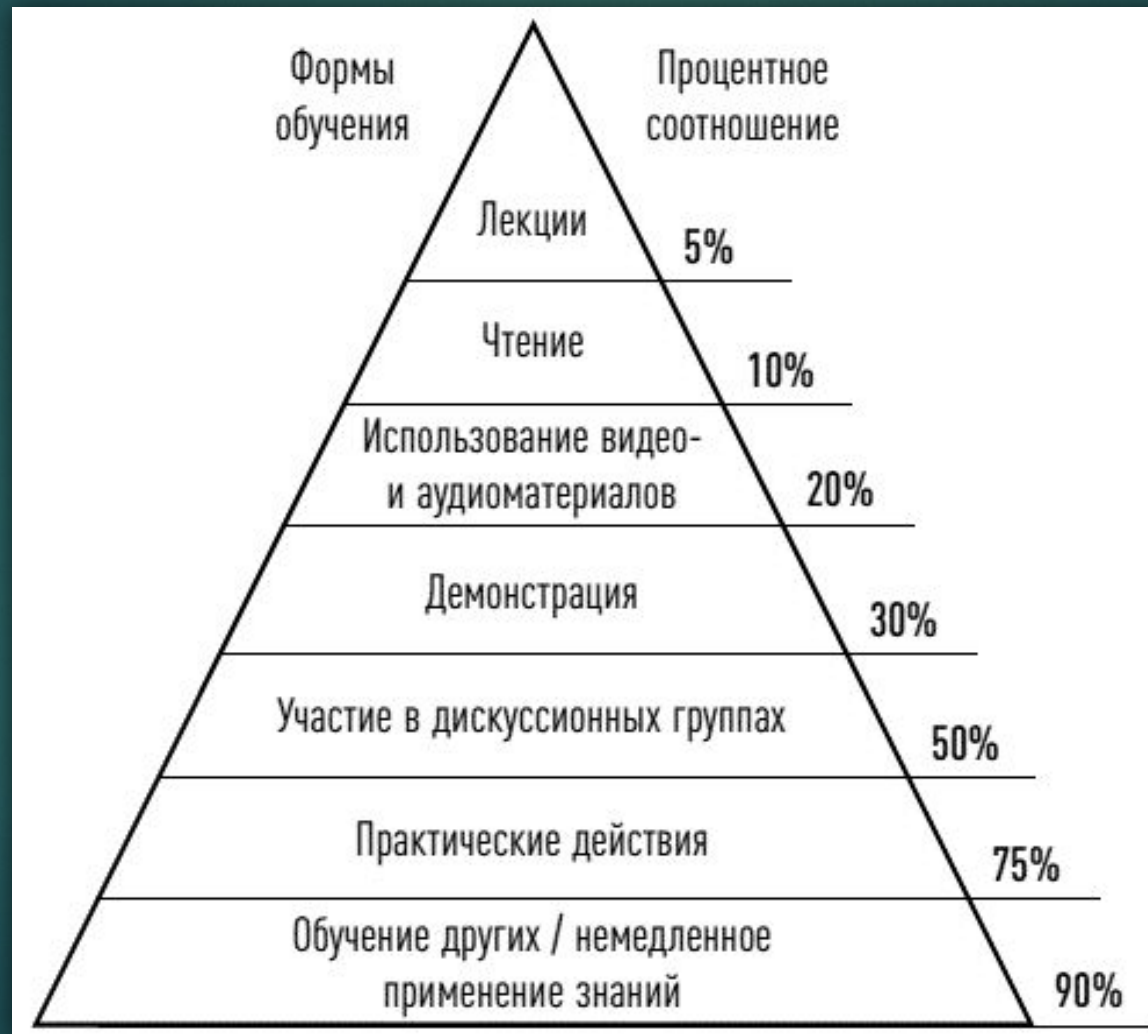 Формы
обучения
Процентное
соотношение
Лекции
5%
Чтение
10%
Использование видео-
и аудиоматериалов
20%
Демонстрация
30%
Участие в дискуссионных группах
50%
Практические действия
75%
Обучение других / немедленное
применение знаний
90%